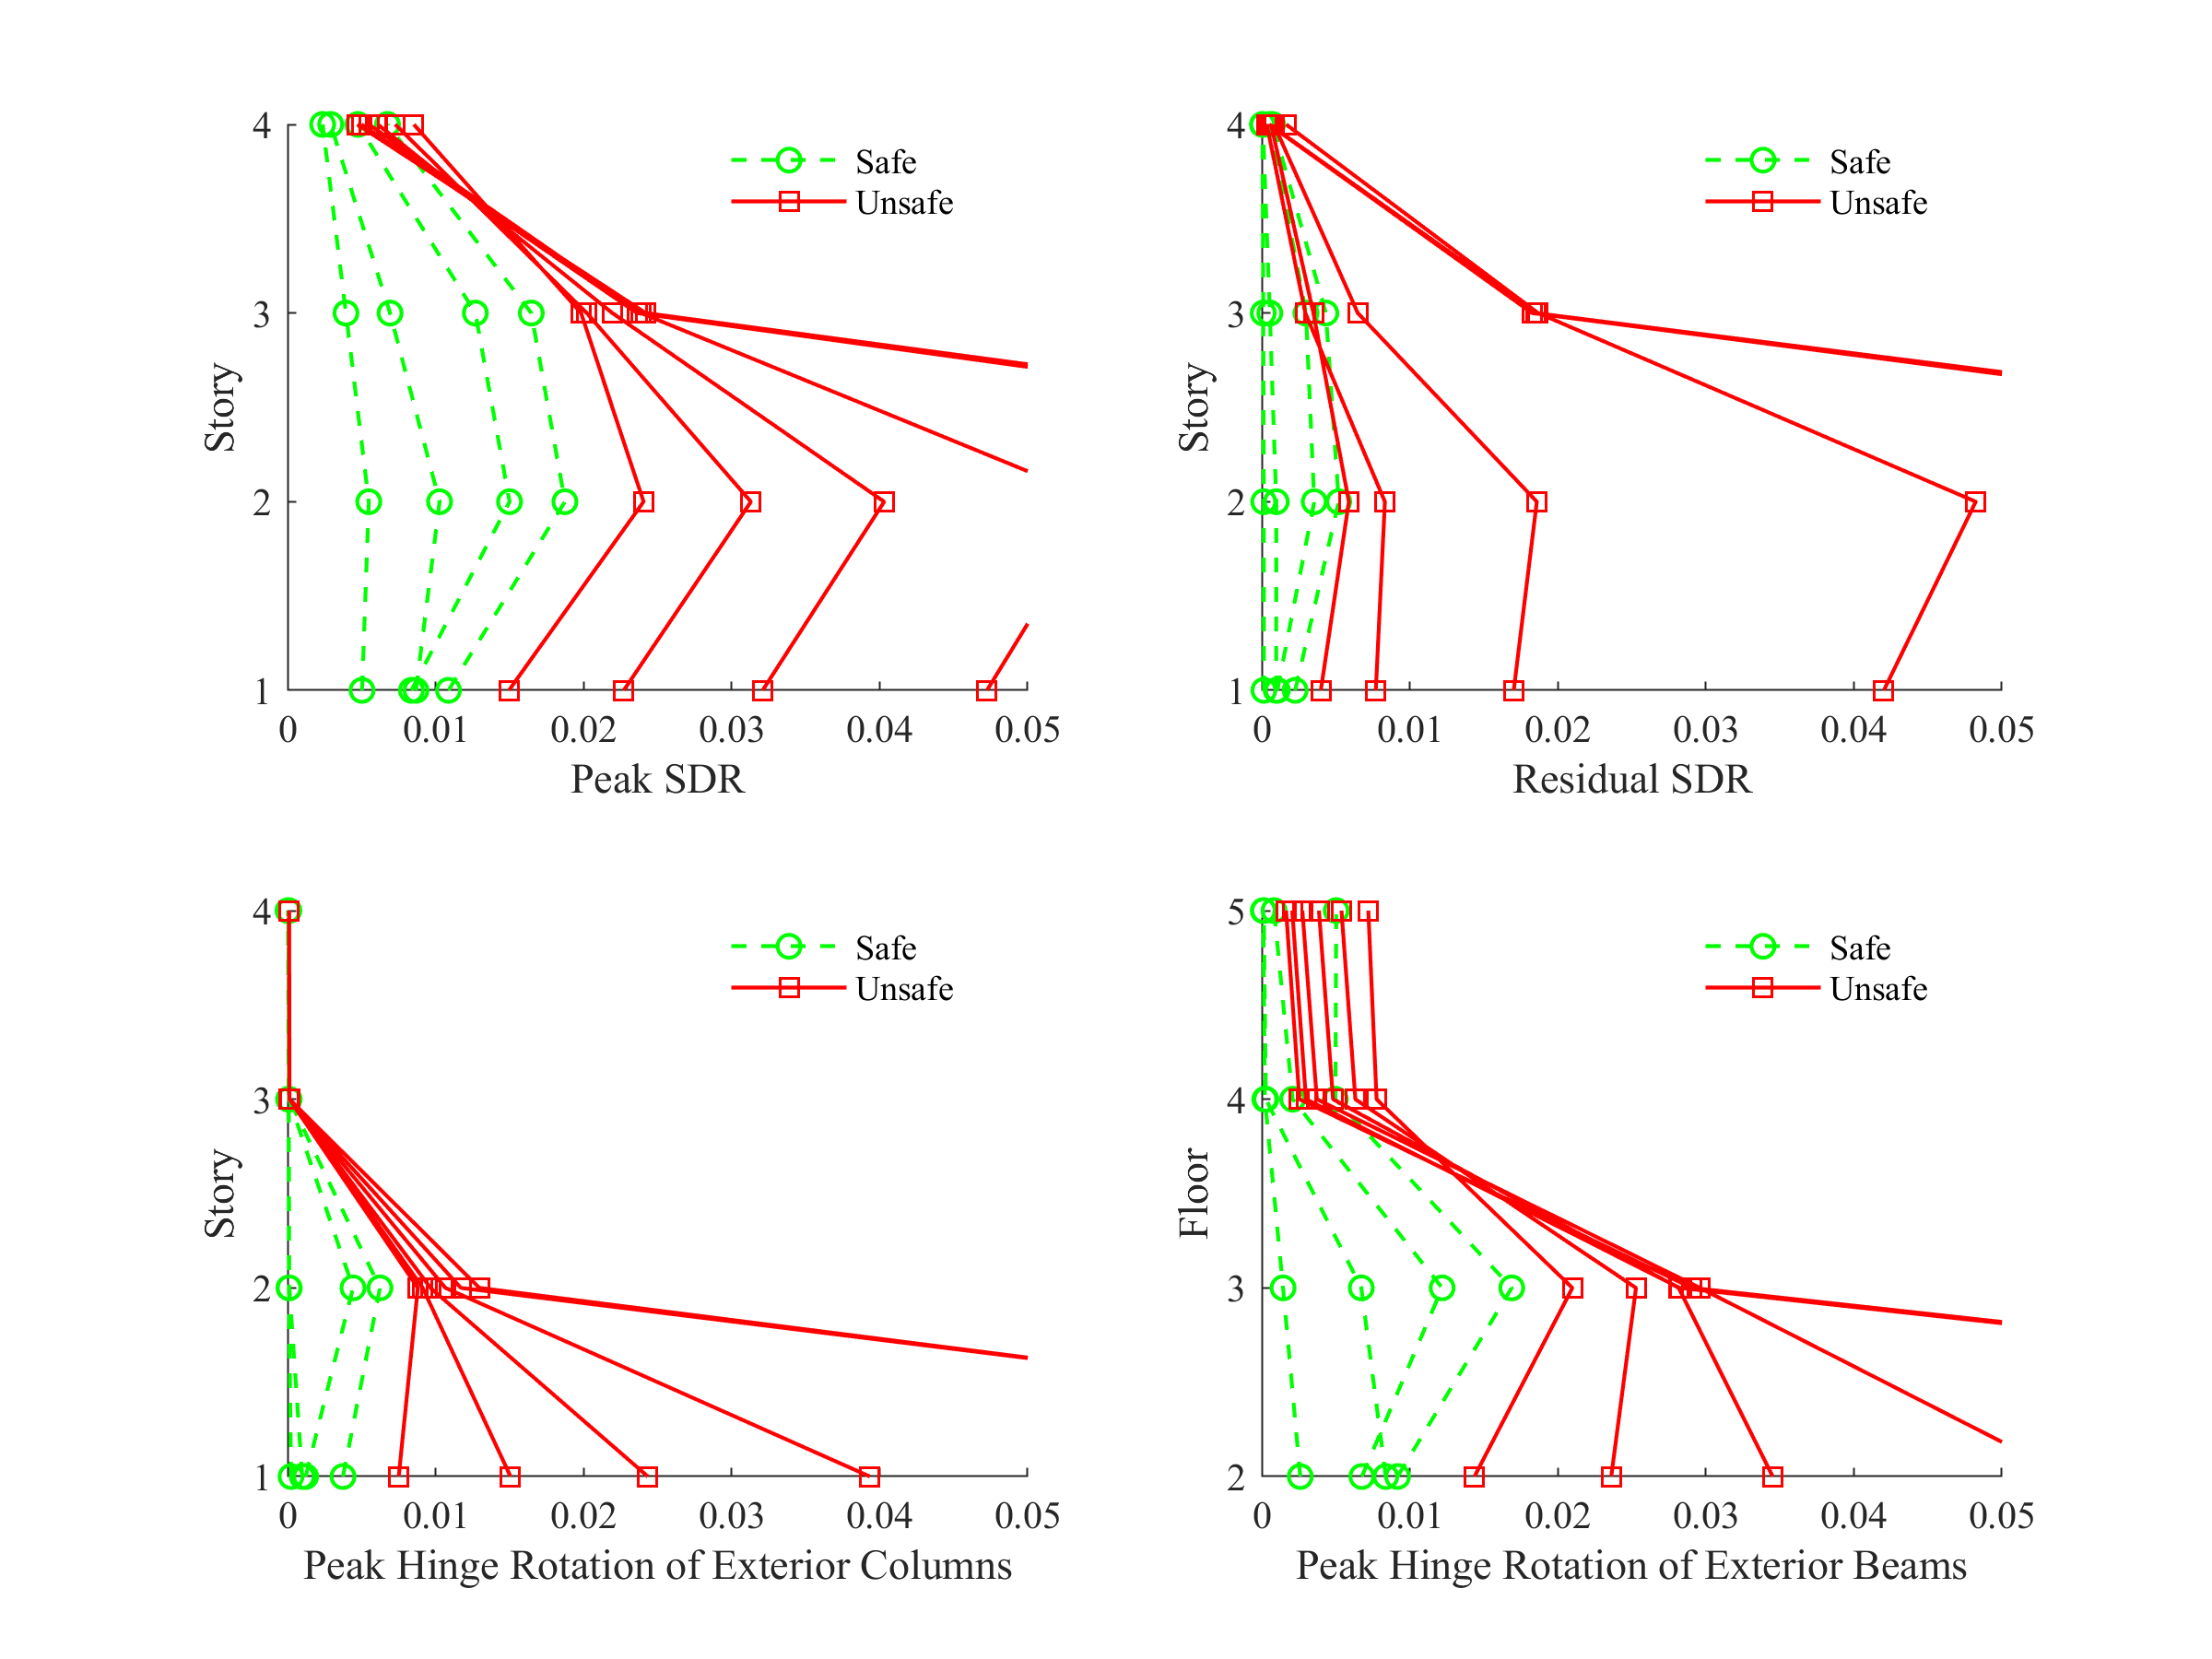 4
3
2
1
Story
0 0.01 0.02 0.03 0.04 0.05
Peak SDR
Safe
Unsafe
4
3
2
1
Story
0 0.01 0.02 0.03 0.04 0.05
Residual SDR
Safe
Unsafe
4
3
2
1
Story
0 0.01 0.02 0.03 0.04 0.05
Peak Hinge Rotation of Exterior Columns
Safe
Unsafe
5
4
3
2
Floor
0 0.01 0.02 0.03 0.04 0.05
Peak Hinge Rotation of Exterior Beams
Safe
Unsafe